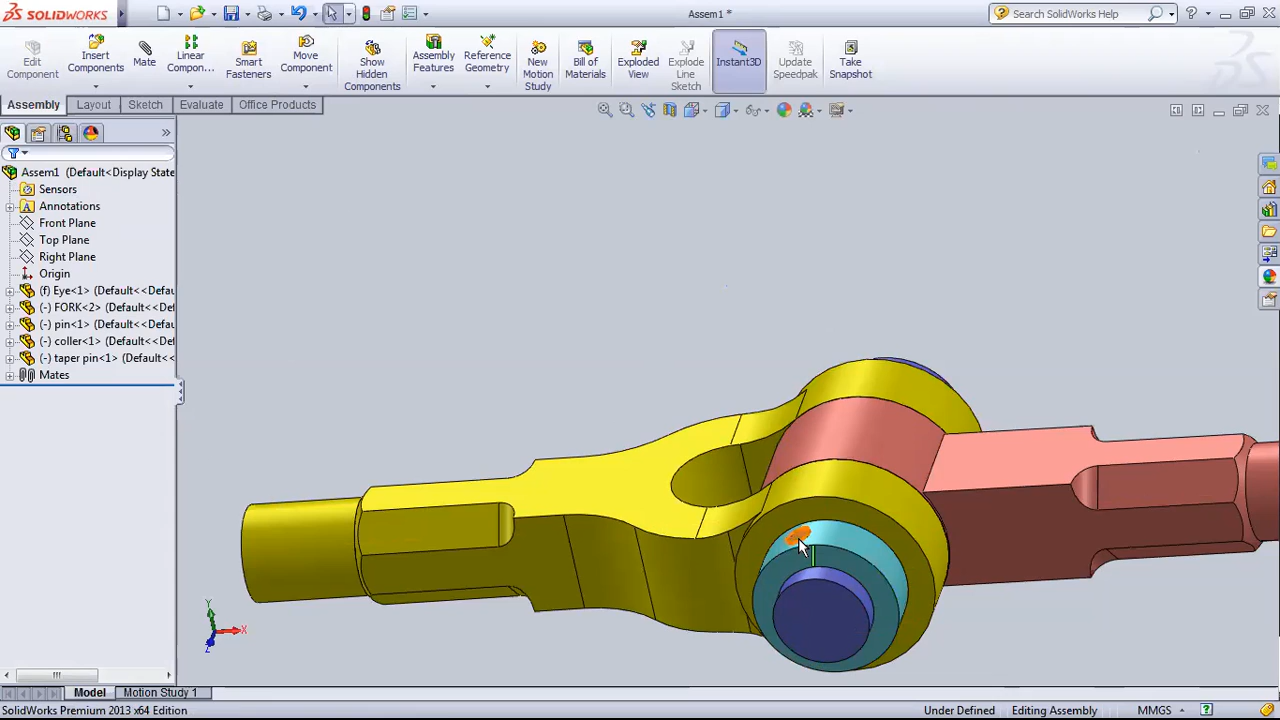 SOLIDWORKS
Assem1 *
Search SolidWorks Help
Edit Component
Insert Components
Mate
Linear Compon...
Smart Fasteners
Move Component
Show Hidden Components
Assembly Features
Reference Geometry
New Motion Study
Bill of Materials
Exploded View
Explode Line Sketch
Instant3D
Update Speedpak
Take Snapshot
Assembly
Layout
Sketch
Evaluate
Office Products
Assem1 (Default<Display State
Sensors
Annotations
Front Plane
Top Plane
Right Plane
Origin
(f) Eye<1> (Default<<Defau
(-) FORK<2> (Default<<Def
(-) pin<1> (Default<<Defau
(-) coller<1> (Default<<Def
(-) taper pin<1> (Default<<
Mates
Y
X
Z
Model
Motion Study 1
SolidWorks Premium 2013 x64 Edition
Under Defined
Editing Assembly
MMGS